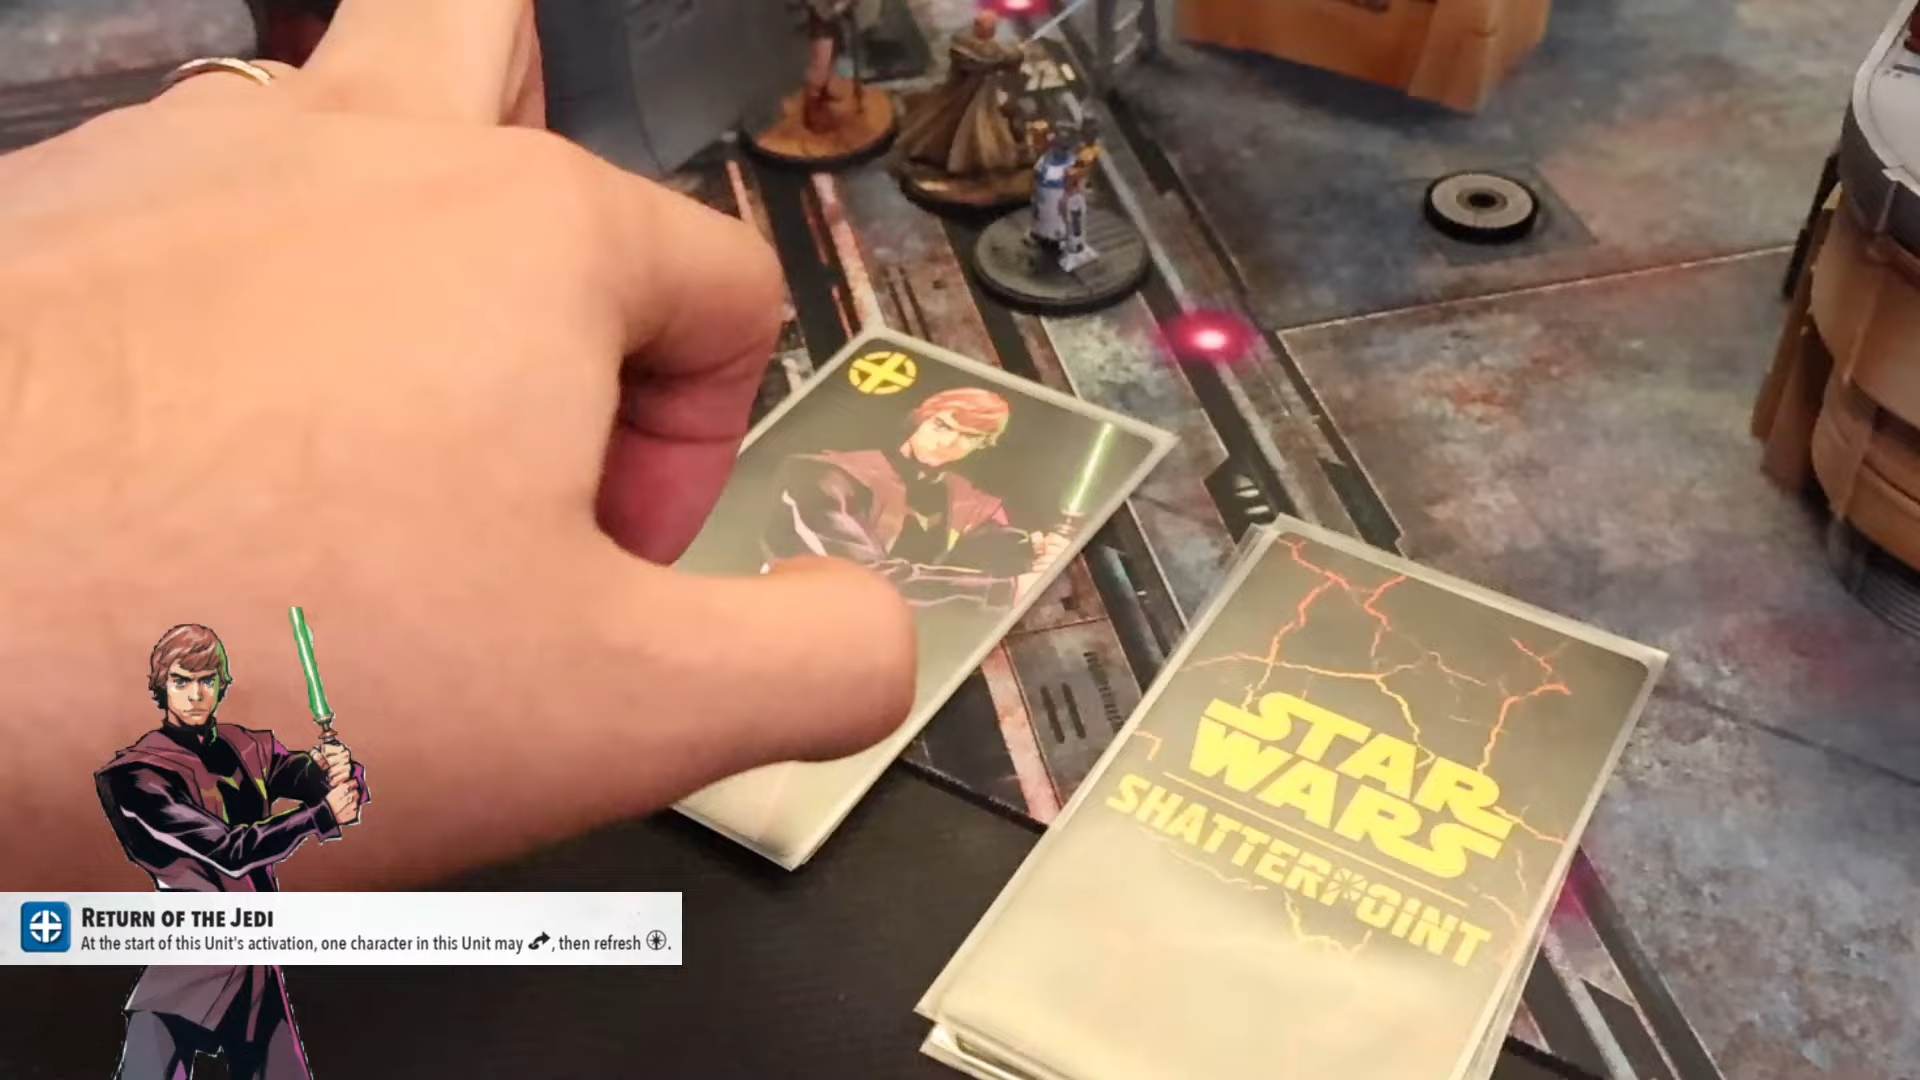 STAR
WARS
SHATTERPOINT
RETURN OF THE JEDI
At the start of this Unit's activation, one character in this Unit may , then refresh .